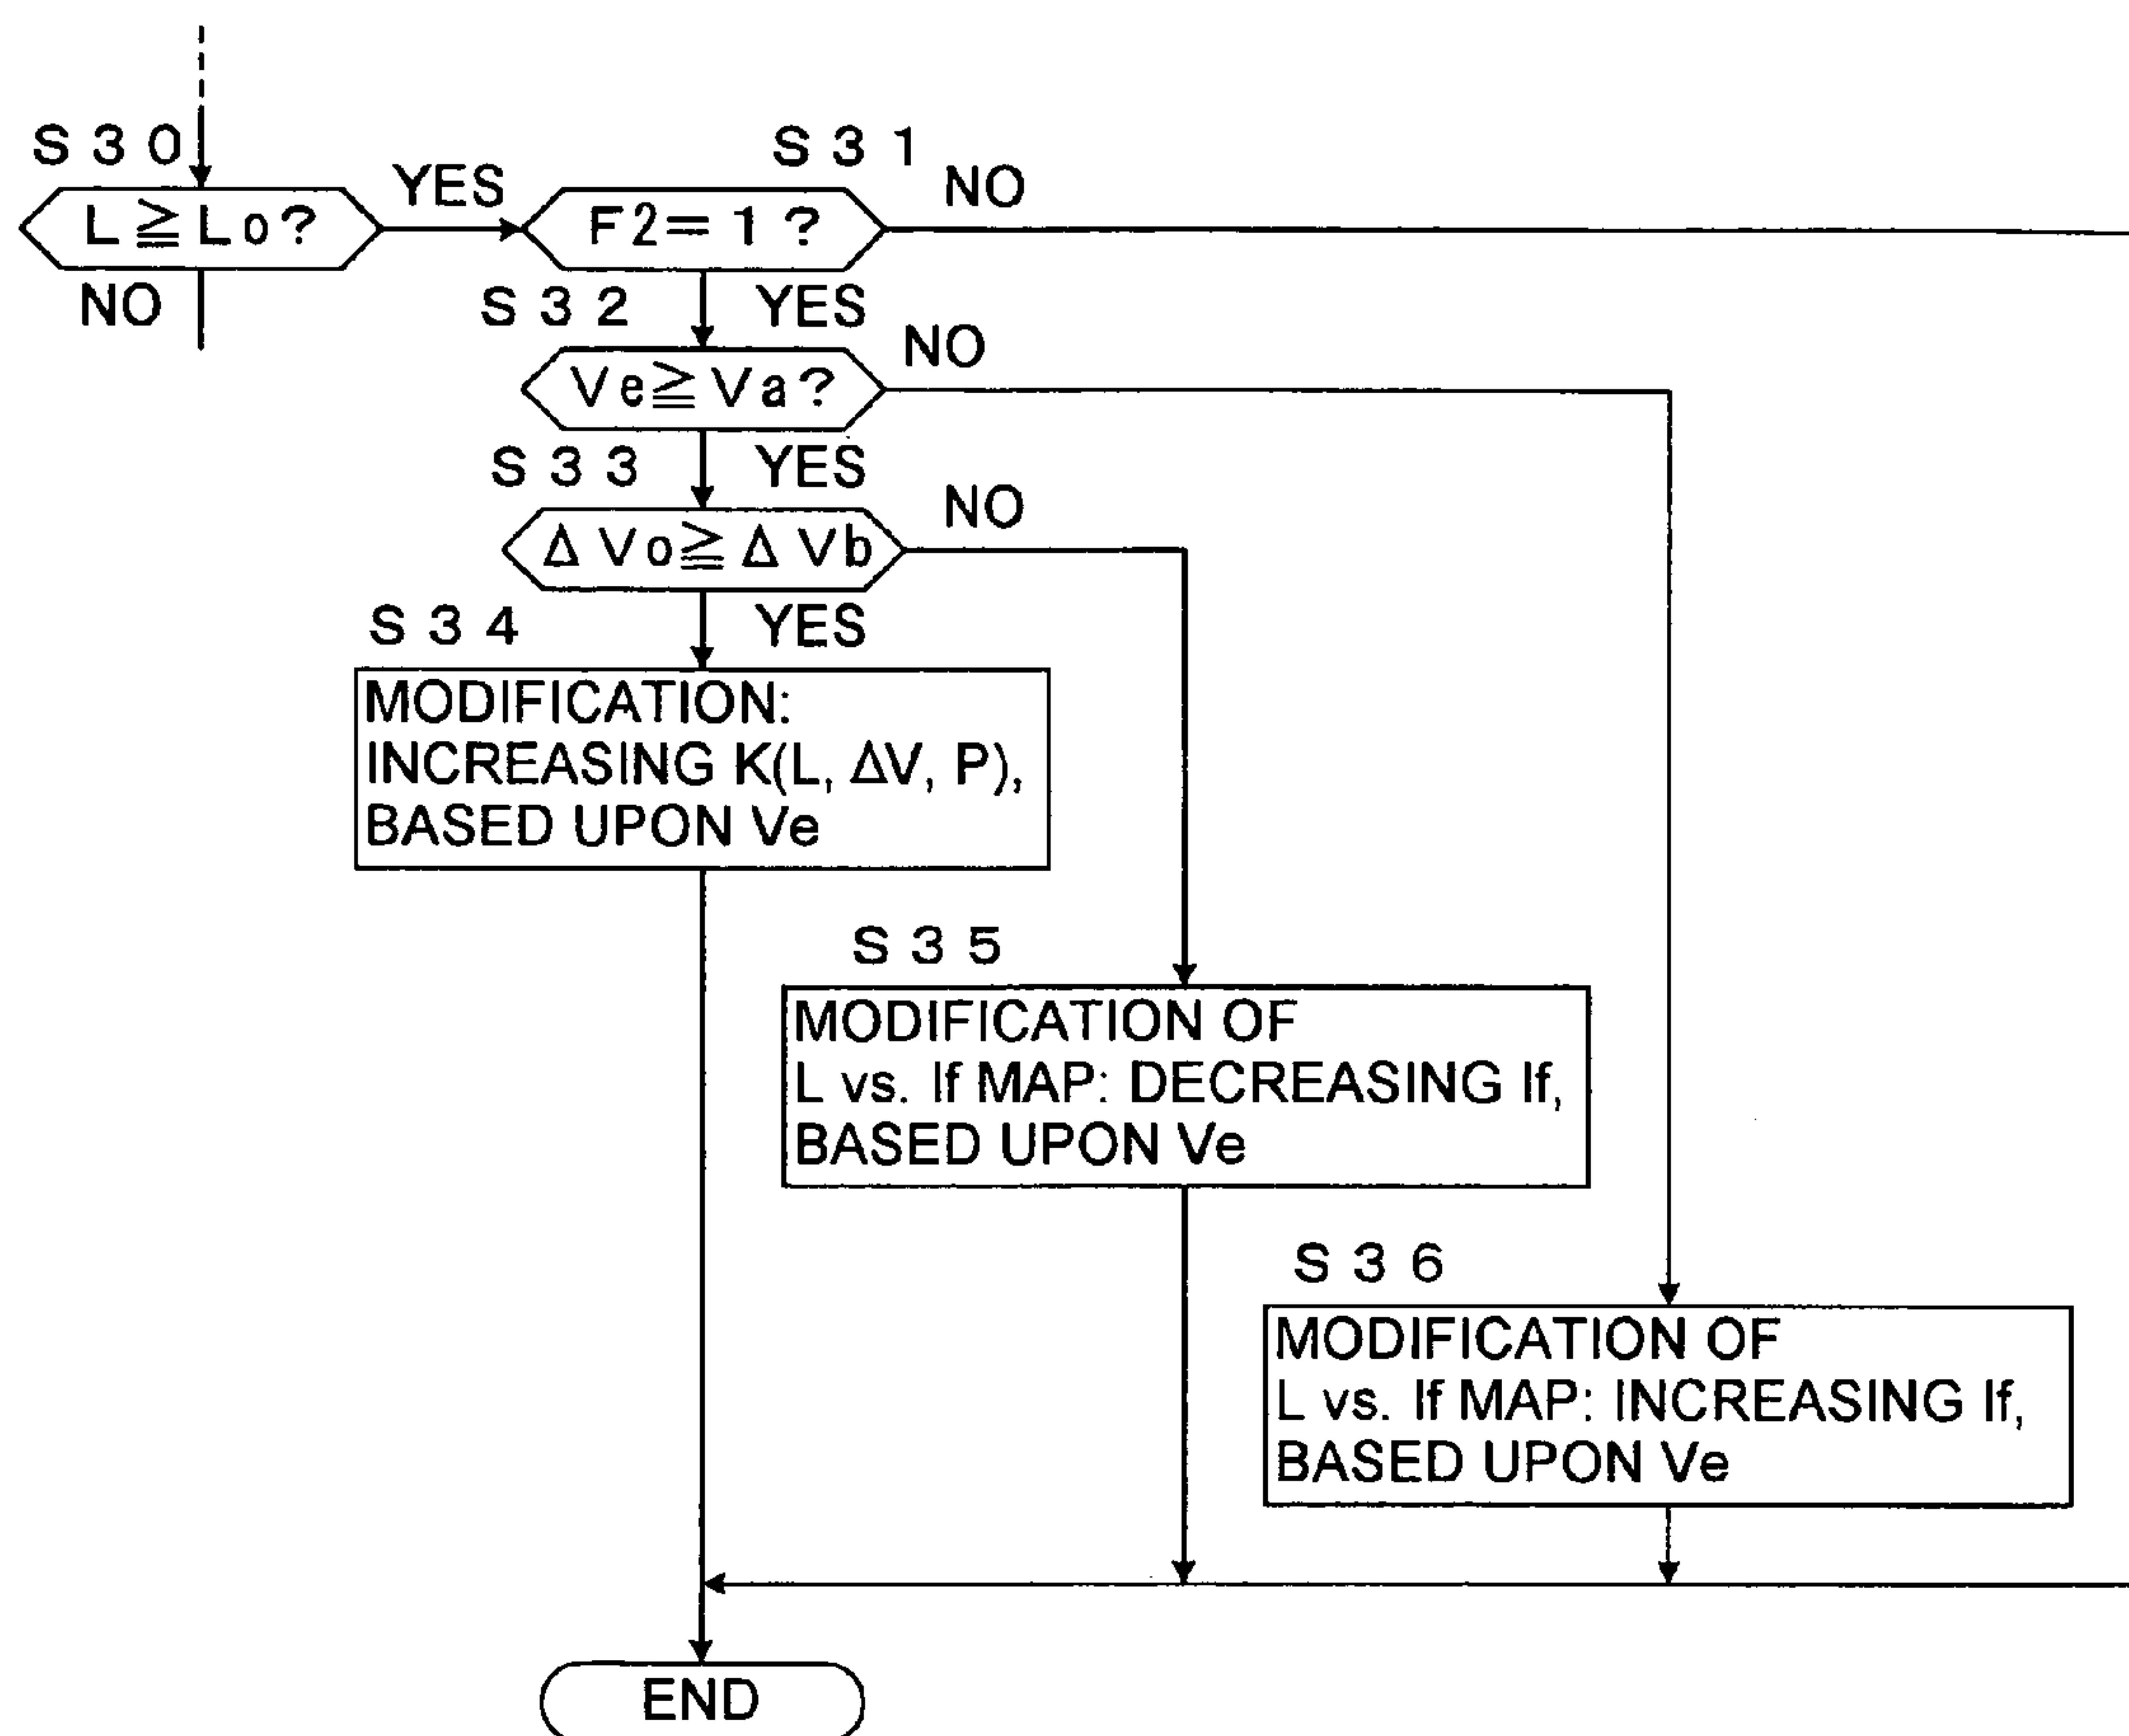 S30
S31
YES
NO
L≧Lo?
F2=1?
NO
S32
YES
NO
Ve≧Va?
S33
YES
NO
ΔVo≧ΔVb
S34
YES
MODIFICATION:
INCREASING K(L, ΔV, P),
BASED UPON Ve
S35
MODIFICATION OF
L vs. If MAP: DECREASING If,
BASED UPON Ve
S36
MODIFICATION OF
L vs. If MAP: INCREASING If,
BASED UPON Ve
END